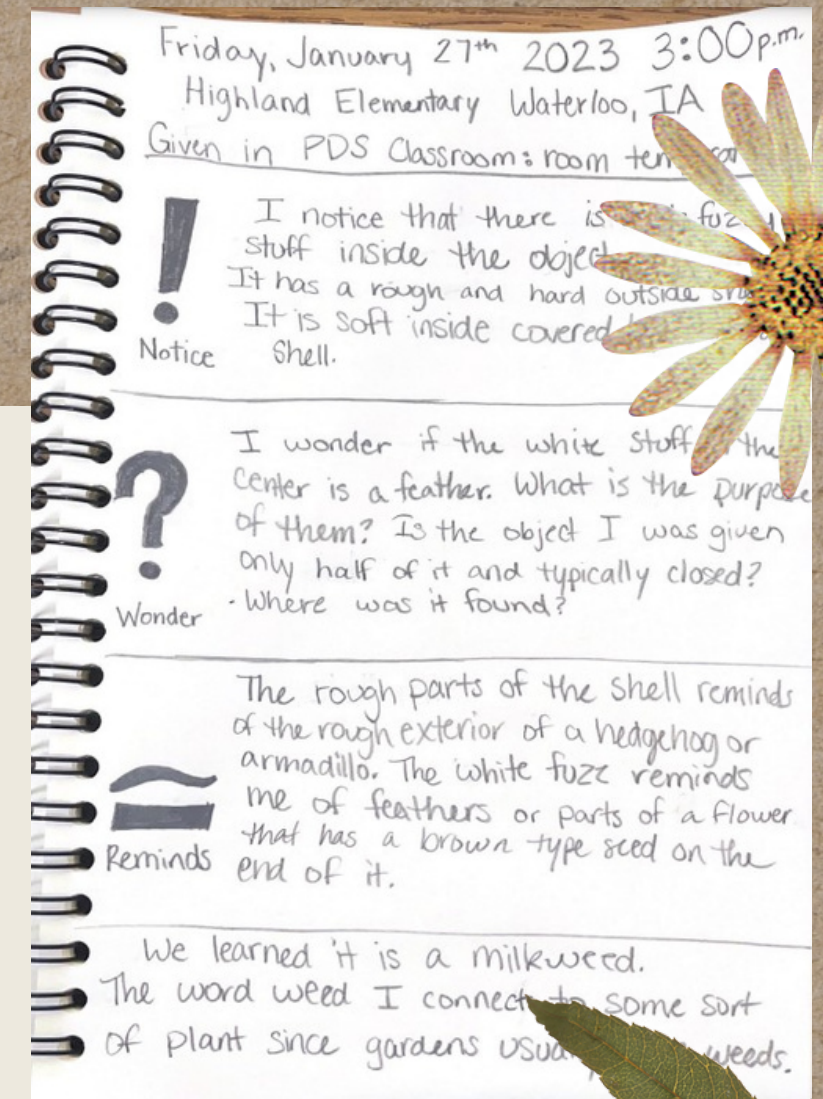 Friday, January 27th 2023 3:00p.m.
Highland Elementary Waterloo, IA
Given in PDS Classroom: room
!
I notice that there is
stuff inside the object
It has a rough and hard outside
It is soft inside covered
Shell.
Notice
?
I wonder if the white stuff the
center is a feather. What is the purpose
of them? Is the object I was given
only half of it and typically closed?
· Where was it found?
Wonder
The rough parts of the shell reminds
of the rough exterior of a hedgehog or
armadillo. The white fuzz reminds
me of feathers or parts of a flower
that has a brown type seed on the
end of it.
Reminds
We learned it is a milkweed.
The word weed I connect to some sort
of plant since gardens weeds.